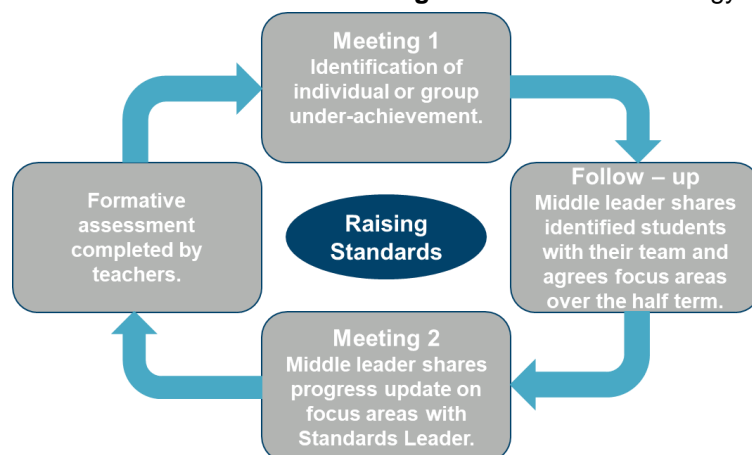 Meeting 1
Identification of
individual or group
under-achievement.
Follow – up
Middle leader shares
identified students
with their team and
agrees focus areas
over the half term.
Raising
Standards
Formative
assessment
completed by
teachers.
Meeting 2
Middle leader shares
progress update on
focus areas with
Standards Leader.